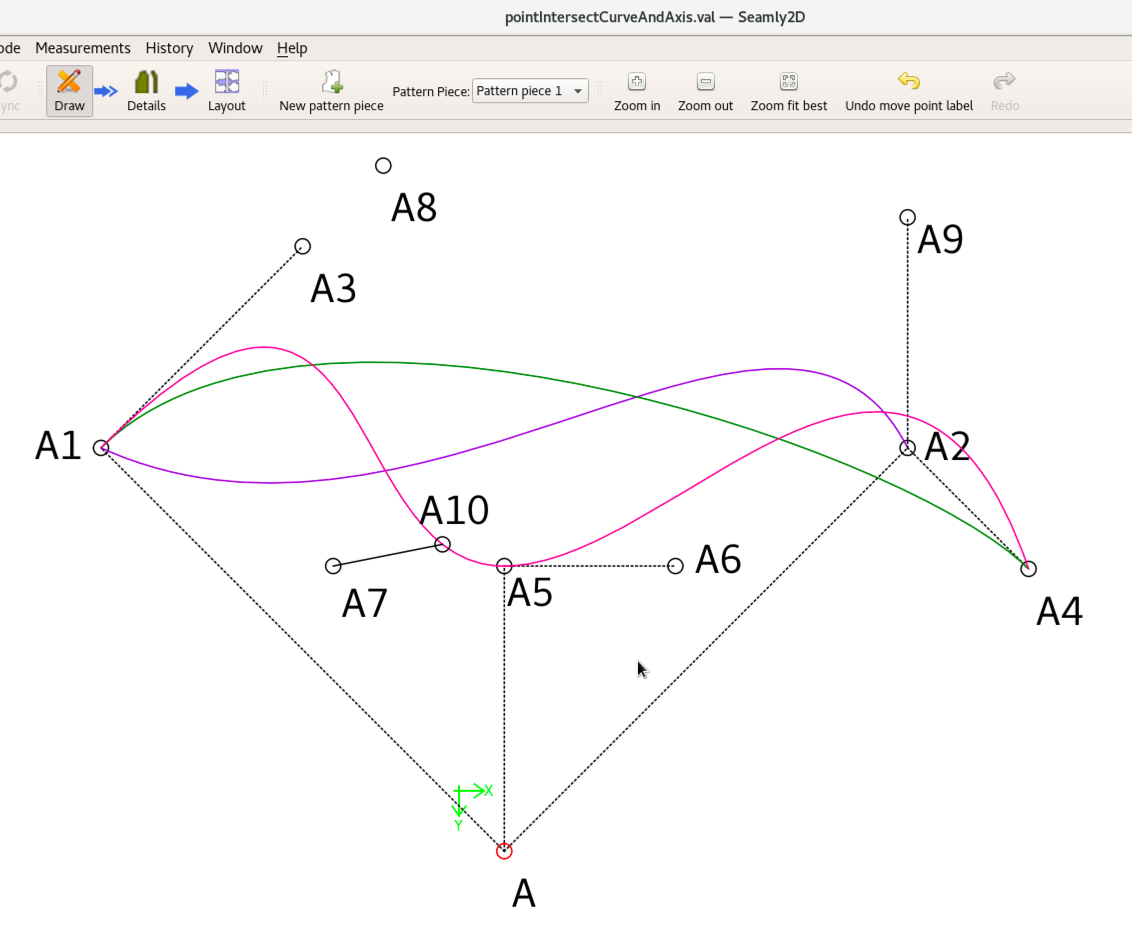 pointIntersectCurveAndAxis.val — Seamly2D
ode Measurements History Window Help
ync Draw Details Layout New pattern piece Pattern Piece: Pattern piece 1 Zoom in Zoom out Zoom fit best Undo move point label Redo
A8
A9
A3
A1
A2
A10
A6
A5
A7
A4
X
Y
A